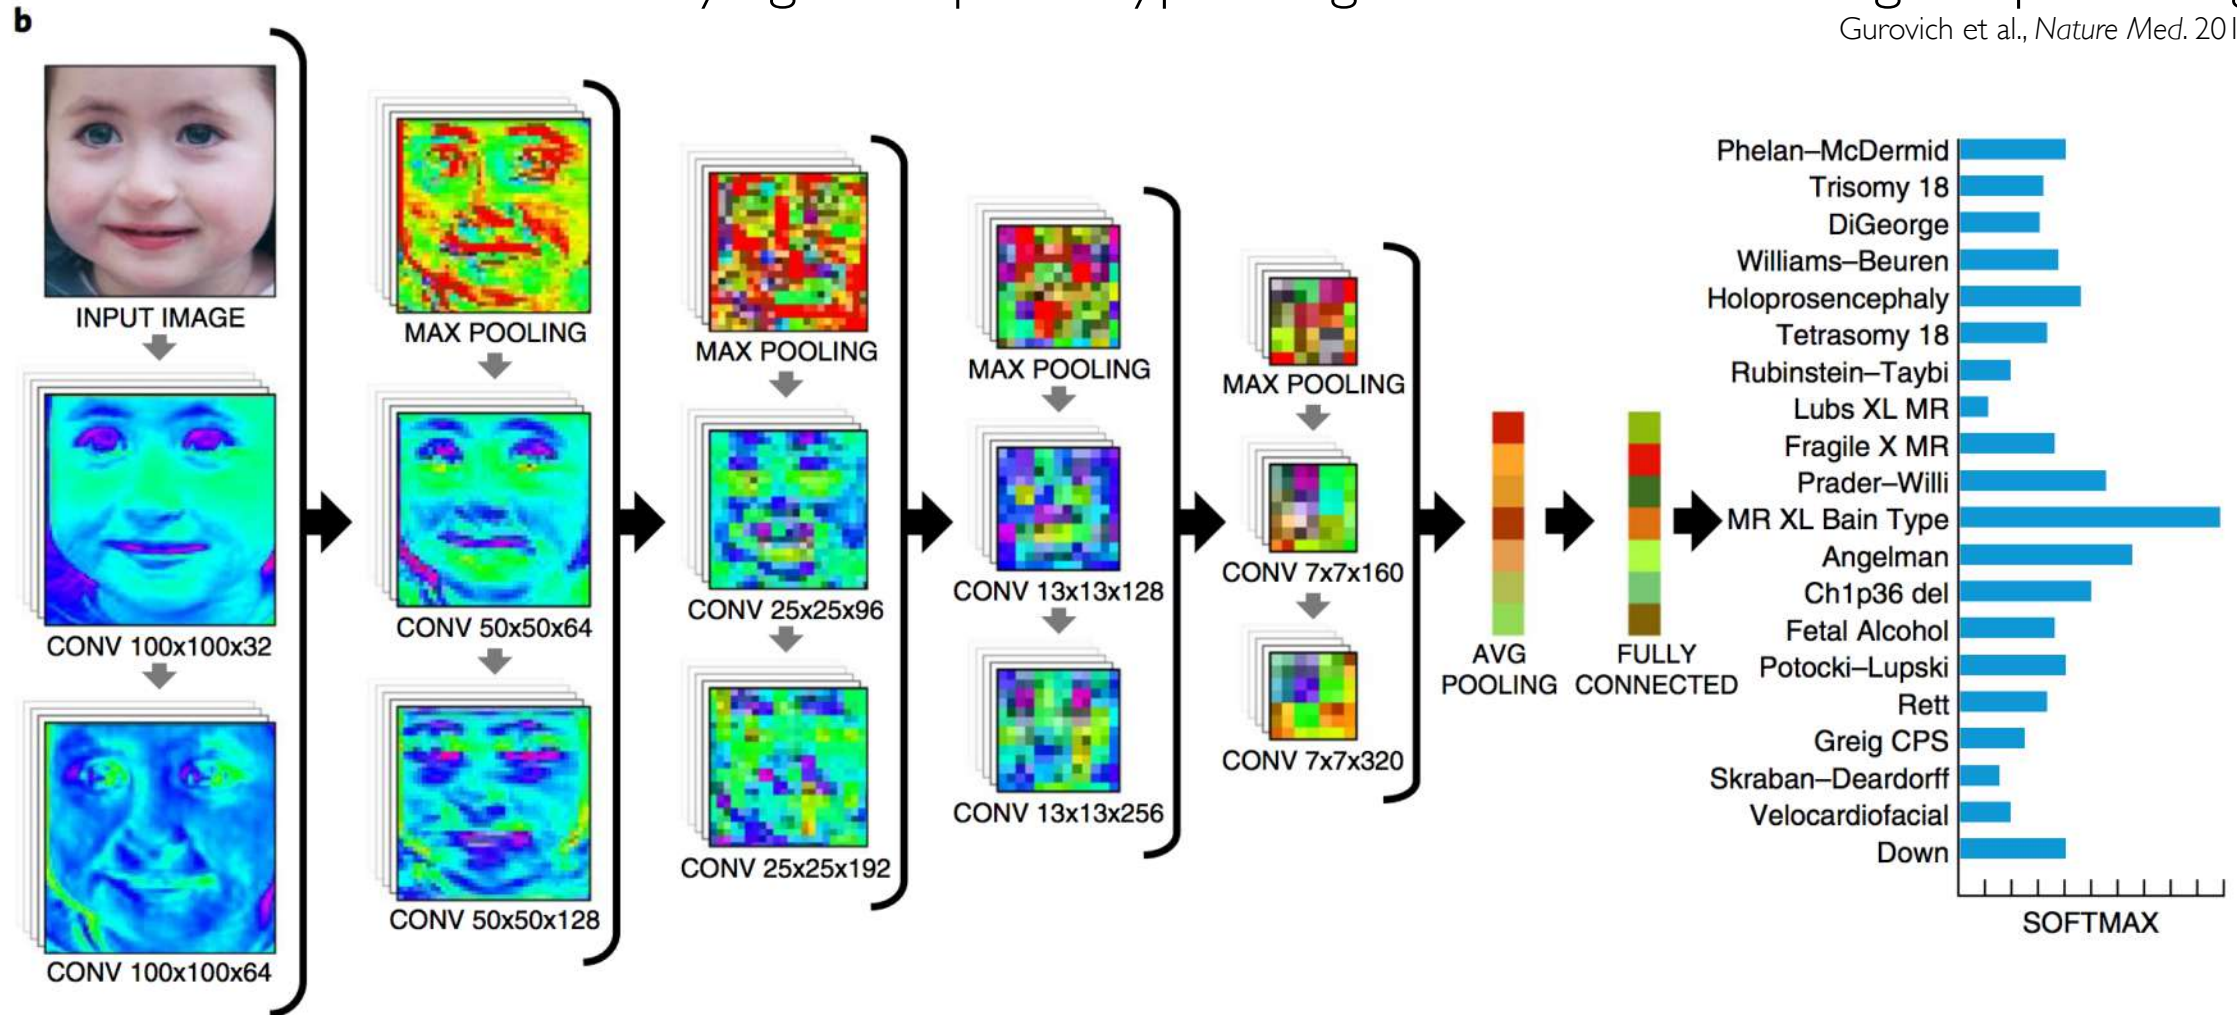 Gurovich et al., Nature Med. 201
b
INPUT IMAGE
CONV 100x100x32
CONV 100x100x64
MAX POOLING
CONV 50x50x64
CONV 50x50x128
MAX POOLING
CONV 25x25x96
CONV 25x25x192
MAX POOLING
CONV 13x13x128
CONV 13x13x256
MAX POOLING
CONV 7x7x160
CONV 7x7x320
AVG
POOLING
FULLY
CONNECTED
Phelan–McDermid
Trisomy 18
DiGeorge
Williams–Beuren
Holoprosencephaly
Tetrasomy 18
Rubinstein–Taybi
Lubs XL MR
Fragile X MR
Prader–Willi
MR XL Bain Type
Angelman
Ch1p36 del
Fetal Alcohol
Potocki–Lupski
Rett
Greig CPS
Skraban–Deardorff
Velocardiofacial
Down
SOFTMAX